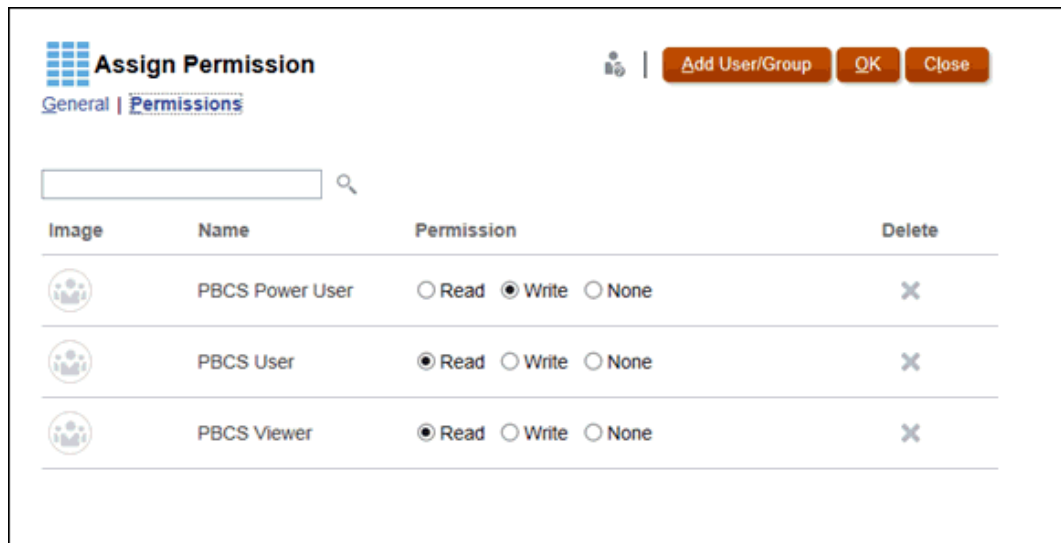 Assign Permission
Add User/Group OK Close
General | Permissions
Image Name Permission Delete
PBCS Power User Read Write None
PBCS User Read Write None
PBCS Viewer Read Write None